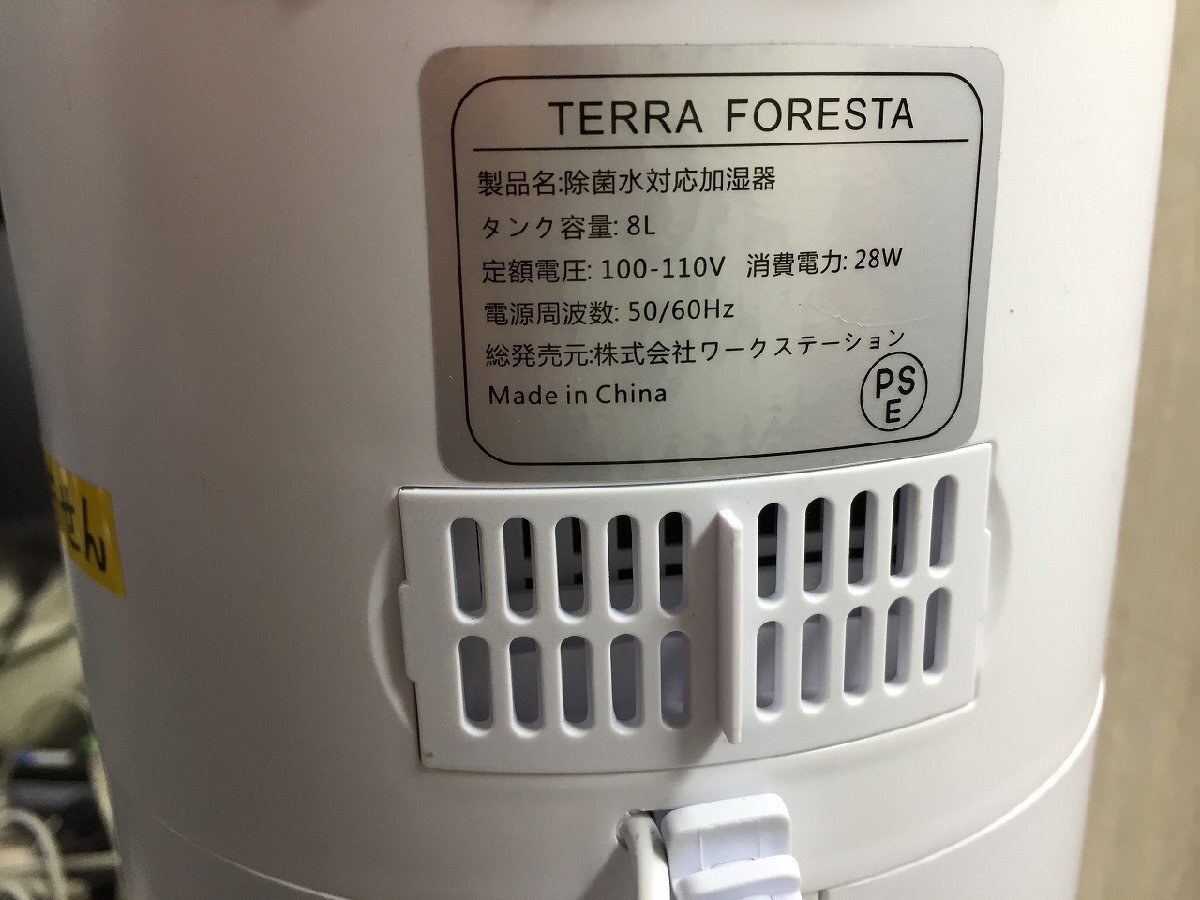 TERRA FORESTA
製品名:除菌水対応加湿器
タンク容量: 8L
定額電圧: 100-110V 消費電力: 28W
電源周波数: 50/60Hz
総発売元:株式会社ワークステーション
Made in China
PS
E
せん